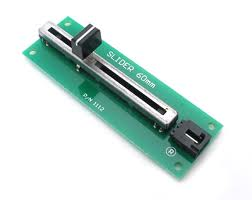 SLIDER 60mm
P/N 1112
®